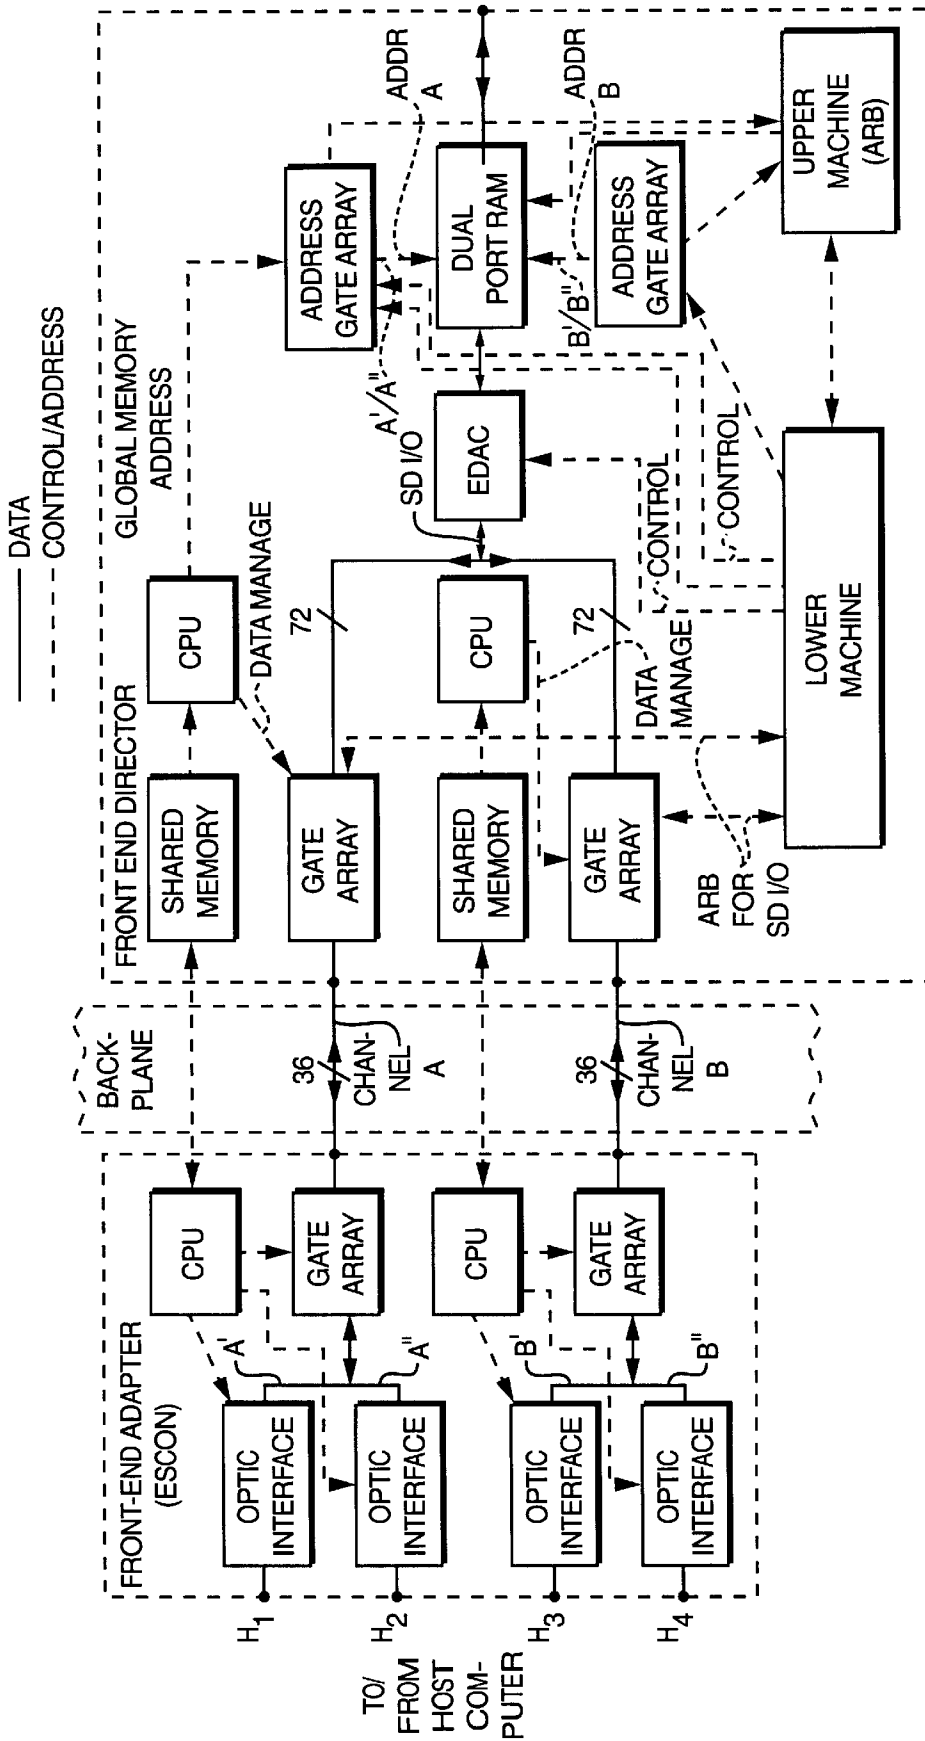 DATA
CONTROL/ADDRESS
FRONT-END ADAPTER
(ESCON)
TO/
FROM
HOST
COM-
PUTER
H1
H2
H3
H4
OPTIC
INTERFACE
OPTIC
INTERFACE
OPTIC
INTERFACE
OPTIC
INTERFACE
A'
A"
B'
B"
CPU
GATE
ARRAY
CPU
GATE
ARRAY
BACK-
PLANE
36
CHAN-
NEL
A
36
CHAN-
NEL
B
FRONT END DIRECTOR
SHARED
MEMORY
GATE
ARRAY
SHARED
MEMORY
GATE
ARRAY
ARB
FOR
SD I/O
CPU
DATA MANAGE
72
CPU
72
DATA
MANAGE
LOWER
MACHINE
GLOBAL MEMORY
ADDRESS
SD I/O
EDAC
CONTROL
CONTROL
ADDRESS
GATE ARRAY
A'/A"
ADDR
A
DUAL
PORT RAM
B'/B"
ADDR
B
ADDRESS
GATE ARRAY
UPPER
MACHINE
(ARB)